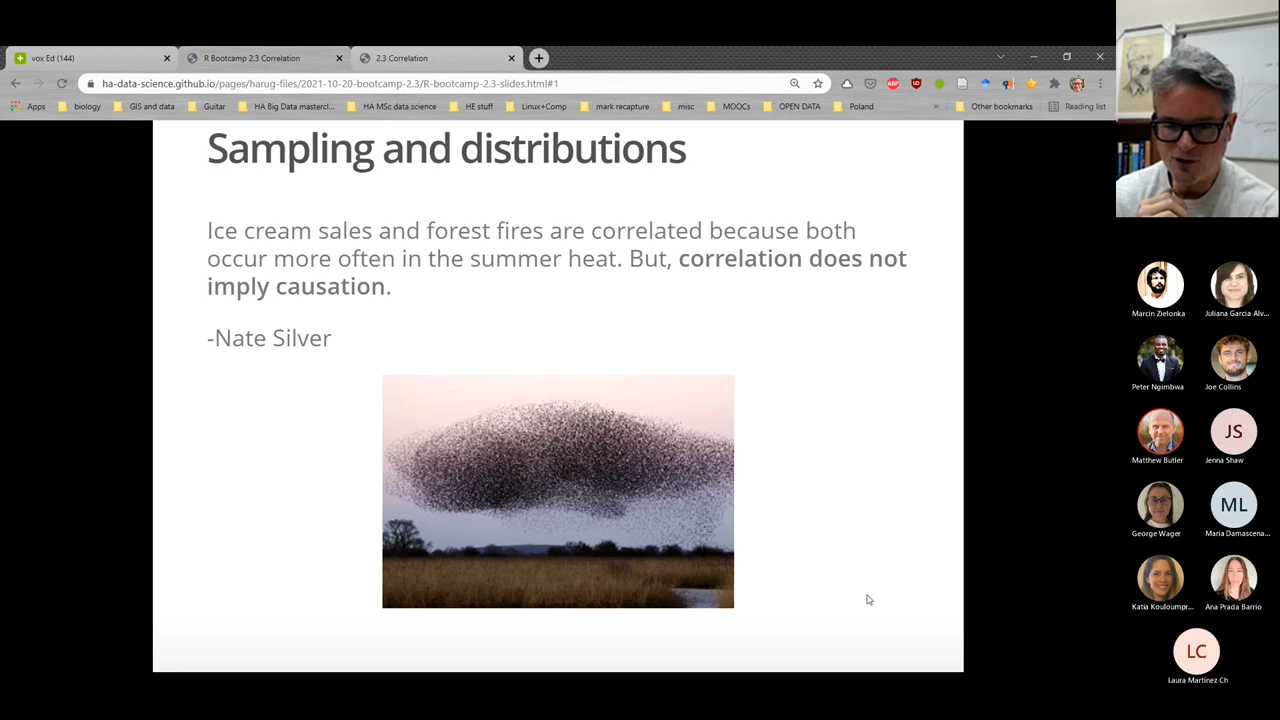 vox Ed (144)
R Bootcamp 2.3 Correlation
2.3 Correlation
ha-data-science.github.io/pages/harug-files/2021-10-20-bootcamp-2.3/R-bootcamp-2.3-slides.html#1
ABP
Apps
biology
GIS and data
Guitar
HA Big Data mastercl...
HA MSc data science
HE stuff
Linux+Comp
mark recapture
misc
MOOCs
OPEN DATA
Poland
»
Other bookmarks
Reading list
Sampling and distributions
Ice cream sales and forest fires are correlated because both
occur more often in the summer heat. But, correlation does not
imply causation.
-Nate Silver
Marcin Zielonka
Juliana Garcia Alv...
Peter Ngimbwa
Joe Collins
Matthew Butler
JS
Jenna Shaw
George Wager
ML
Maria Damascena...
Katia Kouloumpr...
Ana Prada Barrio
LC
Laura Martínez Ch